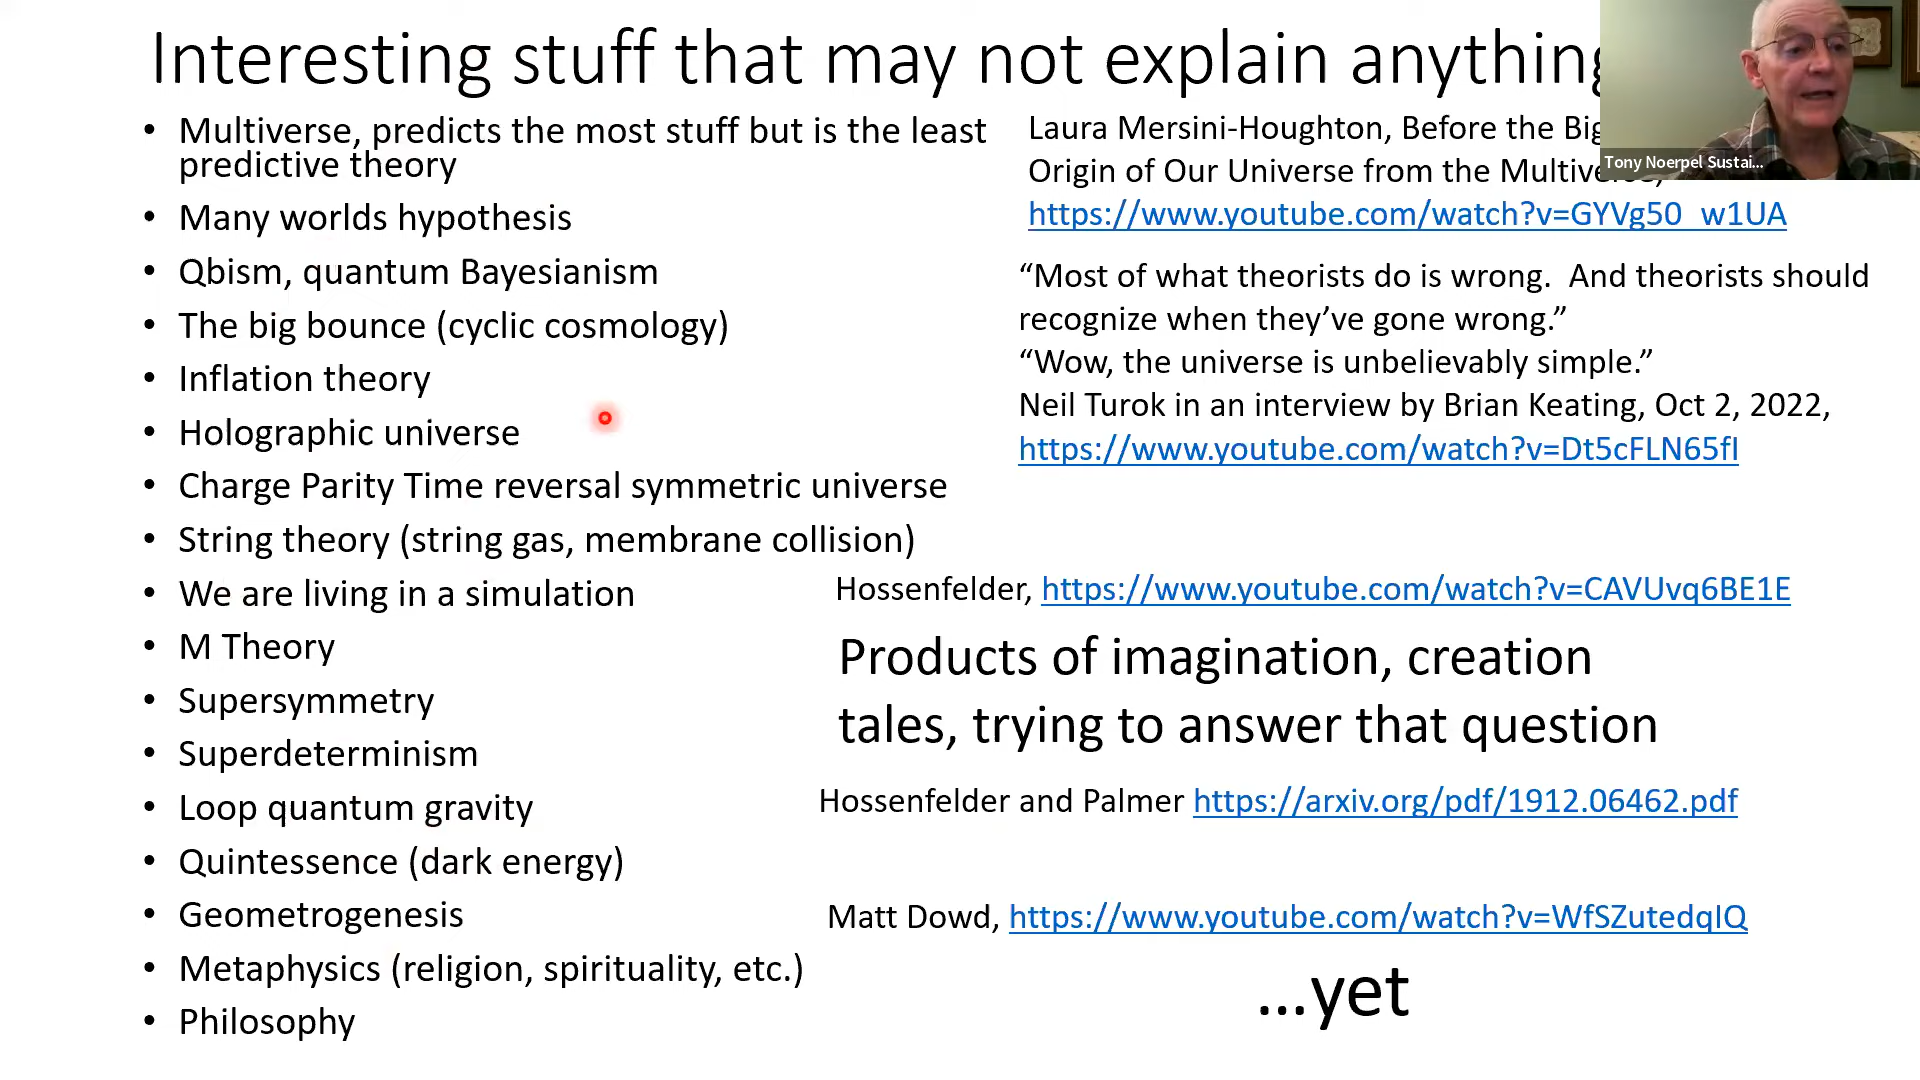 Interesting stuff that may not explain anything
• Multiverse, predicts the most stuff but is the least
predictive theory
• Many worlds hypothesis
• Qbism, quantum Bayesianism
• The big bounce (cyclic cosmology)
• Inflation theory
• Holographic universe
• Charge Parity Time reversal symmetric universe
• String theory (string gas, membrane collision)
• We are living in a simulation
• M Theory
• Supersymmetry
• Superdeterminism
• Loop quantum gravity
• Quintessence (dark energy)
• Geometrogenesis
• Metaphysics (religion, spirituality, etc.)
• Philosophy
Laura Mersini-Houghton, Before the Big
Origin of Our Universe from the
https://www.youtube.com/watch?v=GYVg50_w1UA
“Most of what theorists do is wrong.  And theorists should
recognize when they’ve gone wrong.”
“Wow, the universe is unbelievably simple.”
Neil Turok in an interview by Brian Keating, Oct 2, 2022,
https://www.youtube.com/watch?v=Dt5cFLN65fI
Hossenfelder, https://www.youtube.com/watch?v=CAVUvq6BE1E
Products of imagination, creation
tales, trying to answer that question
Hossenfelder and Palmer https://arxiv.org/pdf/1912.06462.pdf
Matt Dowd, https://www.youtube.com/watch?v=WfSZutedqIQ
...yet
Tony Noerpel Sustai...